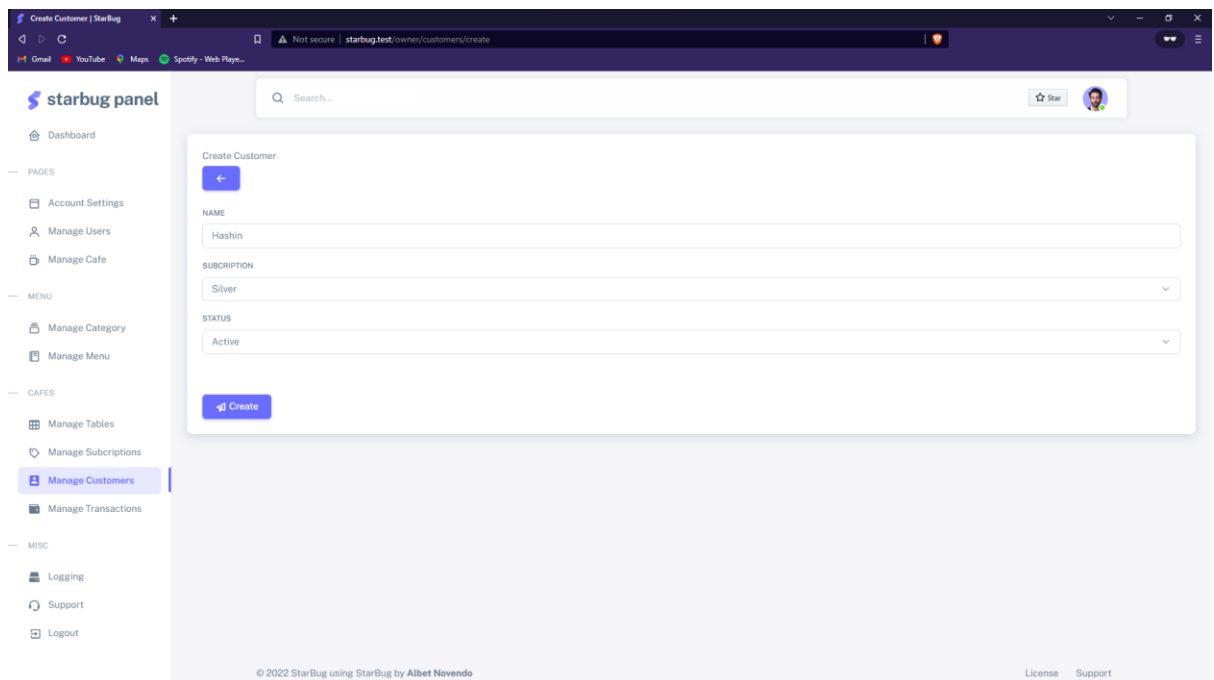 Create Customer | StarBug
Not secure | starbug.test/owner/customers/create
Gmail YouTube Maps Spotify - Web Playe...
starbug panel
Search...
Star
Dashboard
PAGES
Account Settings
Manage Users
Manage Cafe
MENU
Manage Category
Manage Menu
CAFES
Manage Tables
Manage Subcriptions
Manage Customers
Manage Transactions
MISC
Logging
Support
Logout
Create Customer
NAME
Hashin
SUBCRIPTION
Silver
STATUS
Active
Create
© 2022 StarBug using StarBug by Albet Novendo
License Support